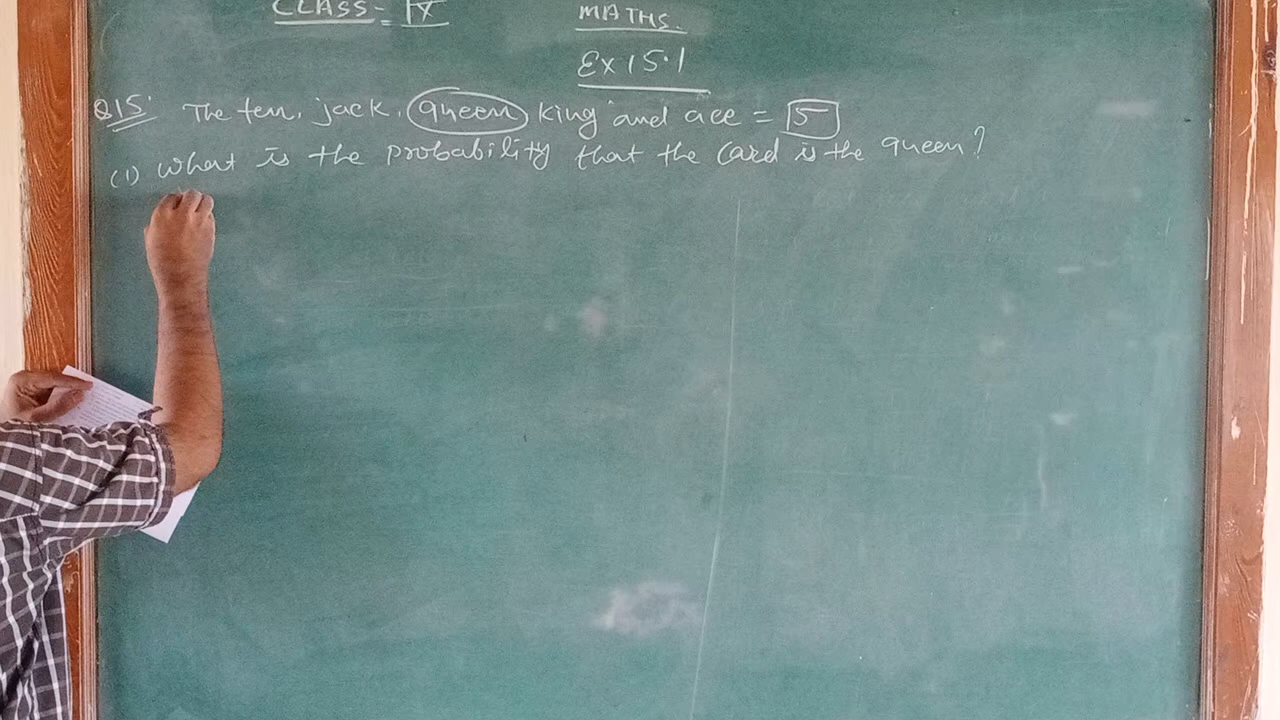 CLASS - IX
MATHS.
Ex 15.1
Q15. The ten, jack, queen king and ace = 5
(1) What is the probability that the card is the queen?